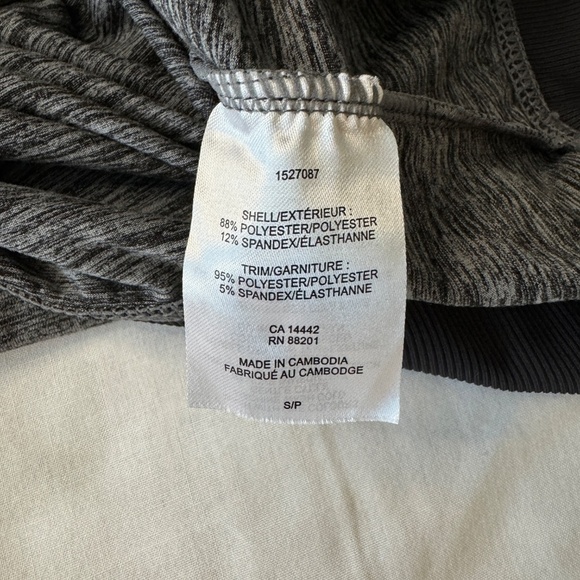 1527087
SHELL/EXTÉRIEUR :
88% POLYESTER/POLYESTER
12% SPANDEX/ÉLASTHANNE
TRIM/GARNITURE :
95% POLYESTER/POLYESTER
5% SPANDEX/ÉLASTHANNE
CA 14442
RN 88201
MADE IN CAMBODIA
FABRIQUÉ AU CAMBODGE
S/P